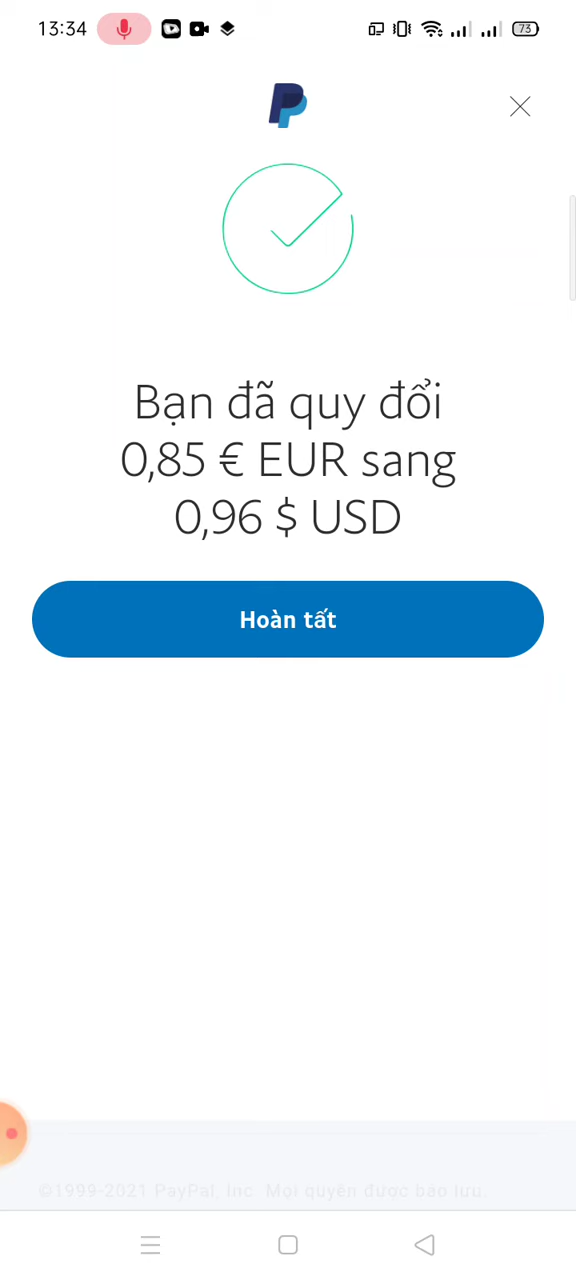 13:34
73
Bạn đã quy đổi
0,85 € EUR sang
0,96 $ USD
Hoàn tất
©1999-2021 PayPal, Inc. Mọi quyền được bảo lưu.